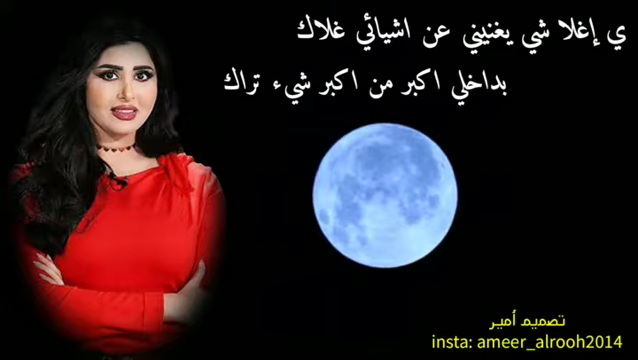 ي إغلا شي يغنيني عن اشيائي غلاك
بداخلي اكبر من اكبر شيء تراك
تصميم أمير
insta: ameer_alrooh2014